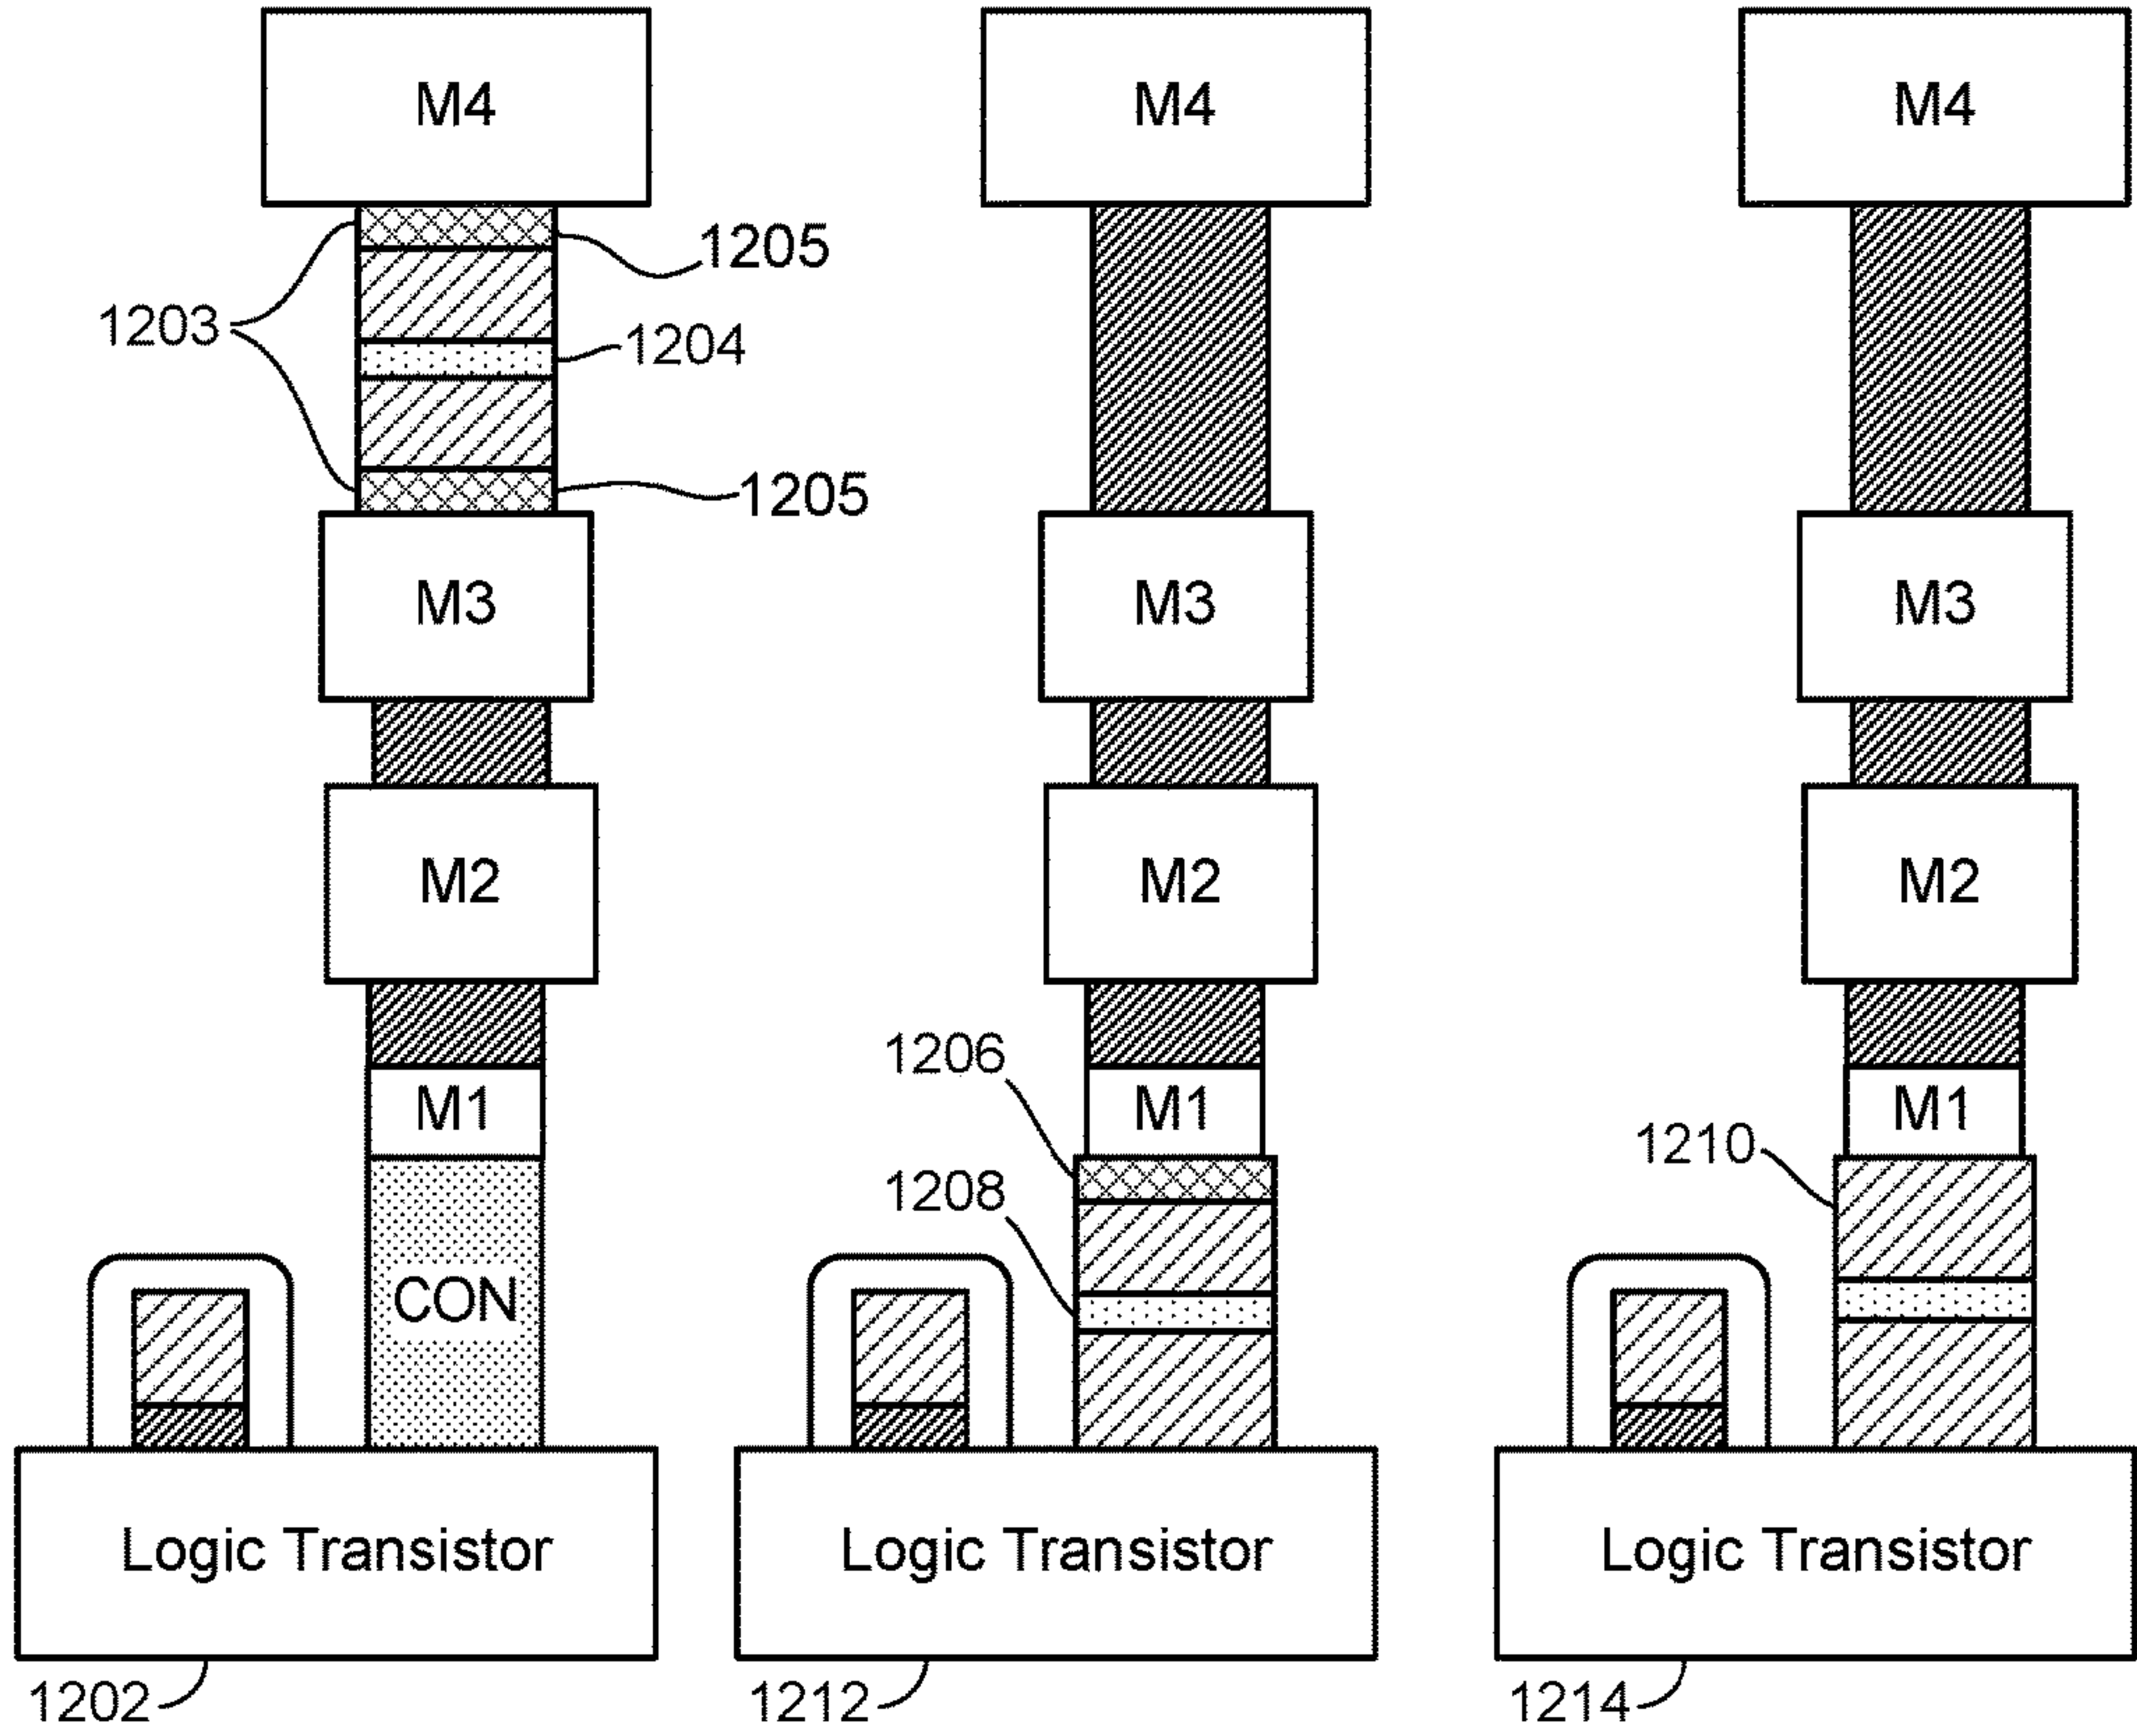 M4 M4 M4
1205
1203
1204
1205
M3 M3 M3
M2 M2 M2
1206
M1 M1 M1
1210
1208
CON
Logic Transistor Logic Transistor Logic Transistor
1202 1212 1214